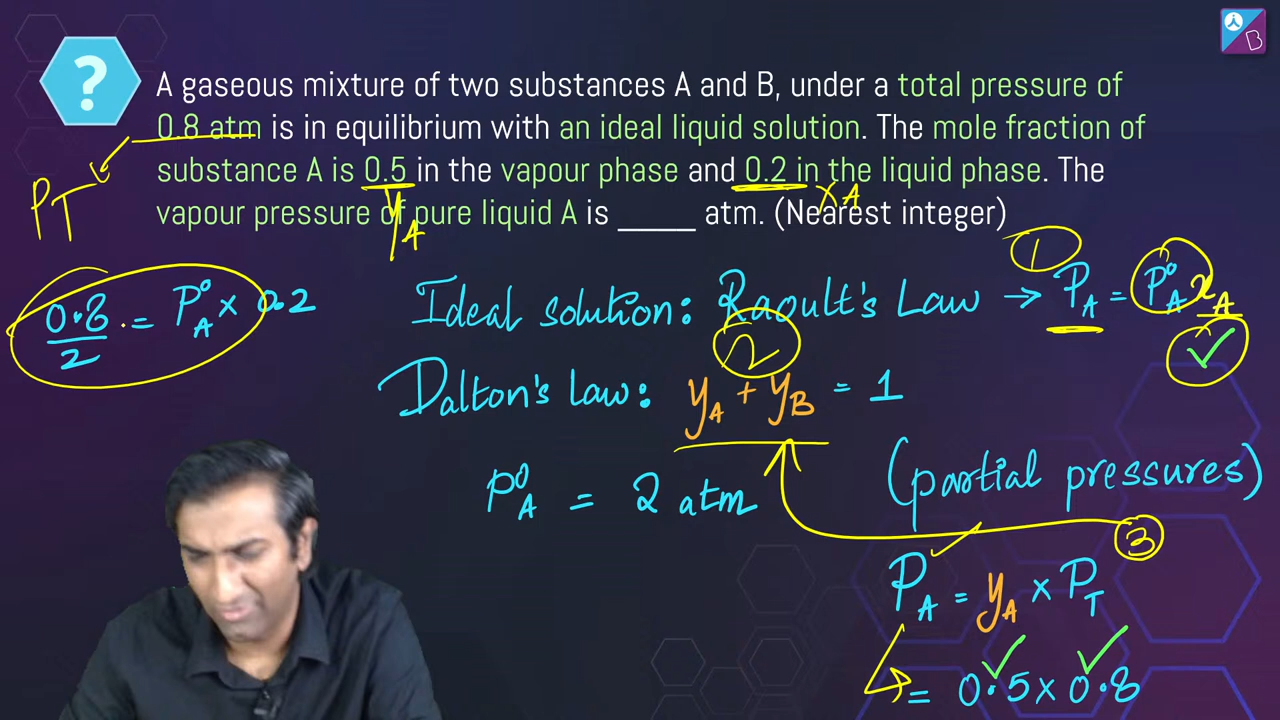 ?
A gaseous mixture of two substances A and B, under a total pressure of
0.8 atm is in equilibrium with an ideal liquid solution. The mole fraction of
substance A is 0.5 in the vapour phase and 0.2 in the liquid phase. The
vapour pressure of pure liquid A is _____ atm. (Nearest integer)
PT
yA
xA
0.8/2 = P°A × 0.2
Ideal solution: Raoult's Law → PA = P°A xA
1
2
Dalton's Law: yA + yB = 1
P°A = 2 atm
(partial pressures)
3
PA = yA × PT
= 0.5 × 0.8
B